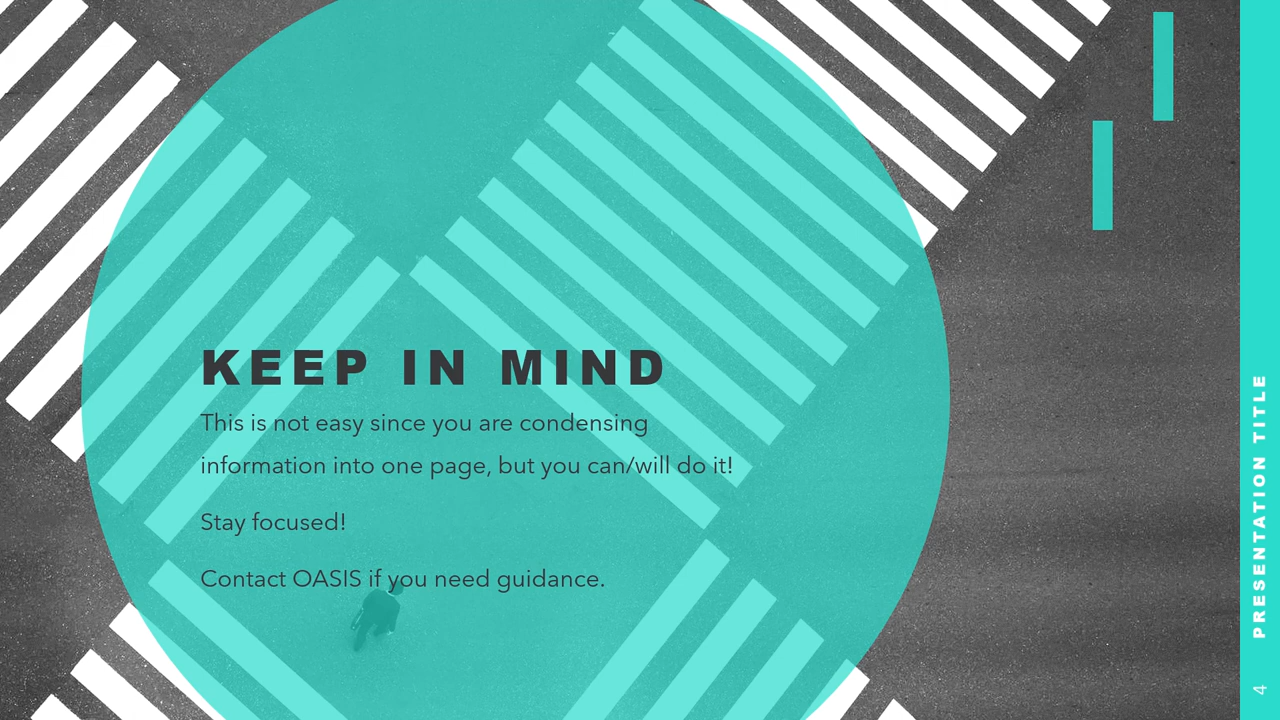 KEEP IN MIND
This is not easy since you are condensing
information into one page, but you can/will do it!
Stay focused!
Contact OASIS if you need guidance.
PRESENTATION TITLE
4